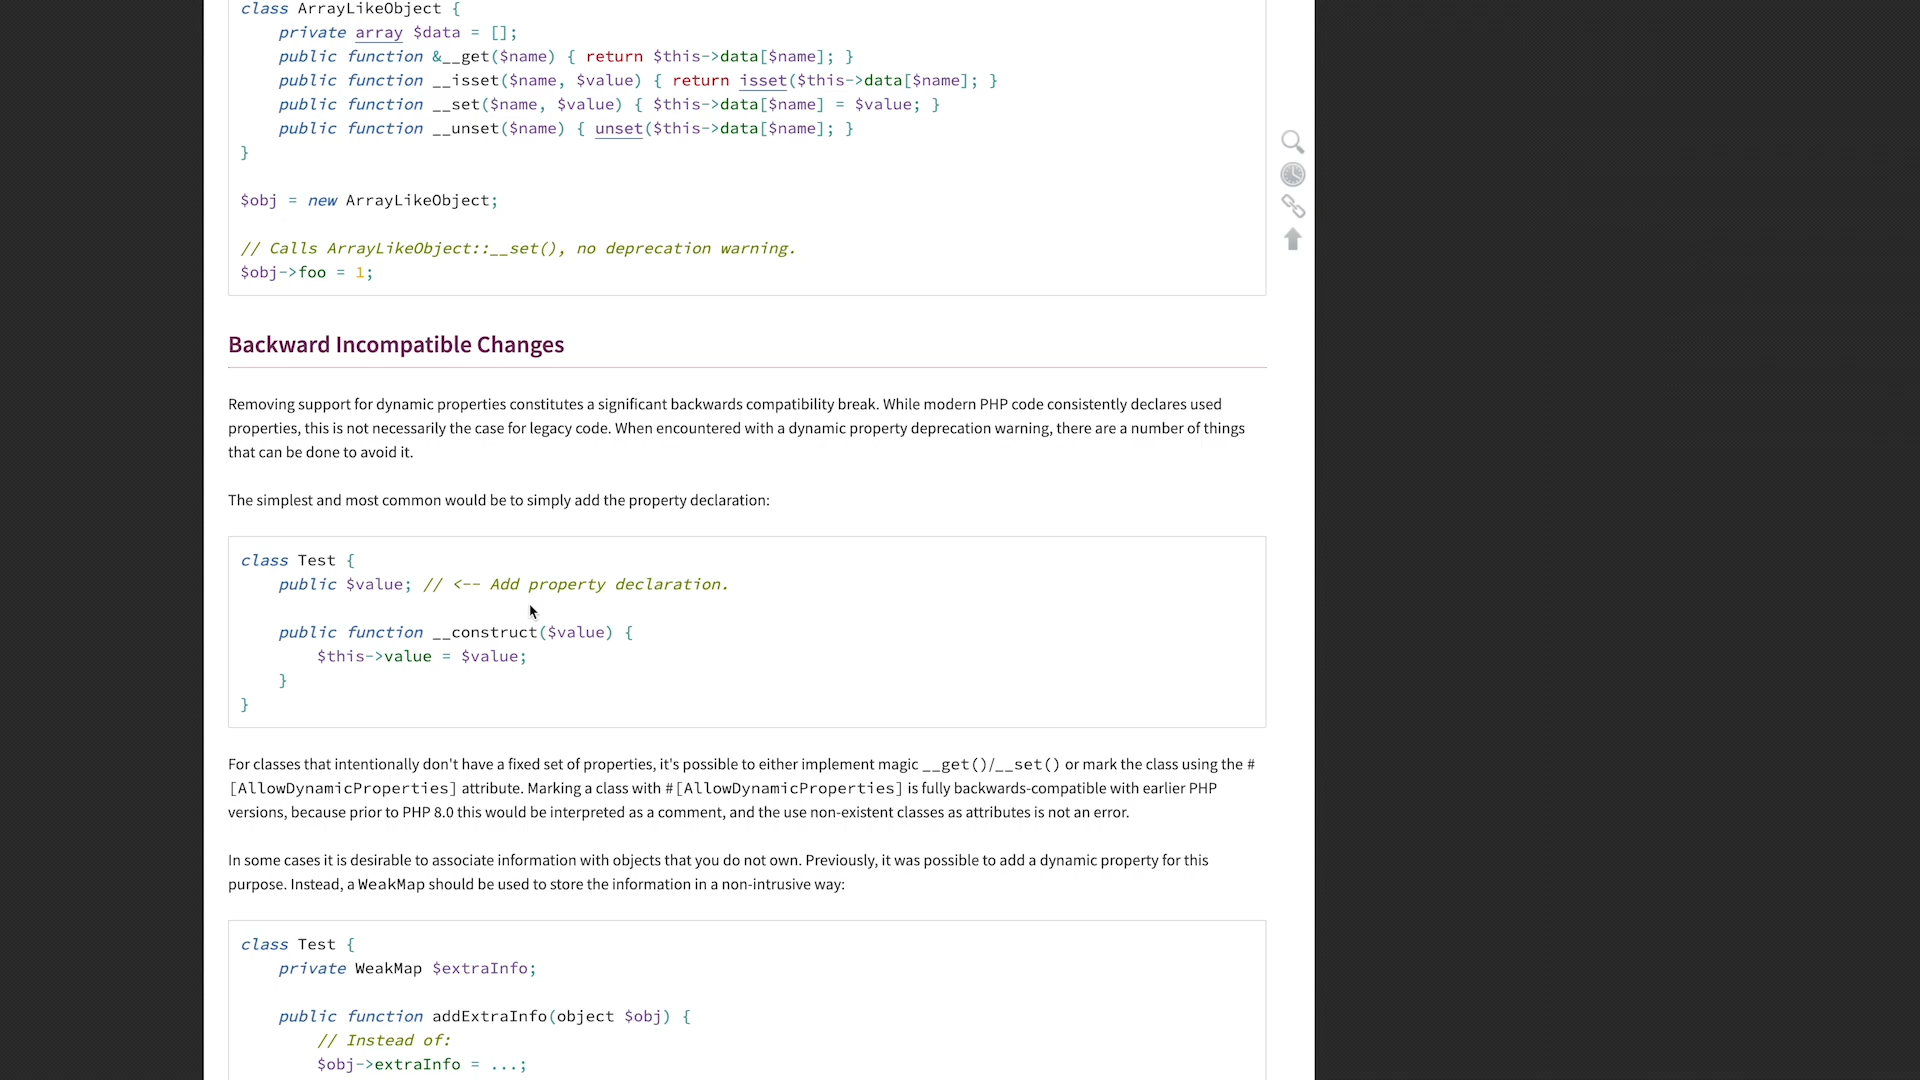 class ArrayLikeObject {
    private array $data = [];
    public function &__get($name) { return $this->data[$name]; }
    public function __isset($name, $value) { return isset($this->data[$name]; }
    public function __set($name, $value) { $this->data[$name] = $value; }
    public function __unset($name) { unset($this->data[$name]; }
}
$obj = new ArrayLikeObject;
// Calls ArrayLikeObject::__set(), no deprecation warning.
$obj->foo = 1;
Backward Incompatible Changes
Removing support for dynamic properties constitutes a significant backwards compatibility break. While modern PHP code consistently declares used
properties, this is not necessarily the case for legacy code. When encountered with a dynamic property deprecation warning, there are a number of things
that can be done to avoid it.
The simplest and most common would be to simply add the property declaration:
class Test {
    public $value; // <-- Add property declaration.
    public function __construct($value) {
        $this->value = $value;
    }
}
For classes that intentionally don't have a fixed set of properties, it's possible to either implement magic __get()/__set() or mark the class using the #
[AllowDynamicProperties] attribute. Marking a class with #[AllowDynamicProperties] is fully backwards-compatible with earlier PHP
versions, because prior to PHP 8.0 this would be interpreted as a comment, and the use non-existent classes as attributes is not an error.
In some cases it is desirable to associate information with objects that you do not own. Previously, it was possible to add a dynamic property for this
purpose. Instead, a WeakMap should be used to store the information in a non-intrusive way:
class Test {
    private WeakMap $extraInfo;
    public function addExtraInfo(object $obj) {
        // Instead of:
        $obj->extraInfo = ...;